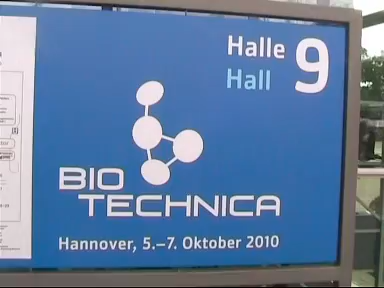 Halle 9
Hall
BIO
TECHNICA
Hannover, 5.–7. Oktober 2010